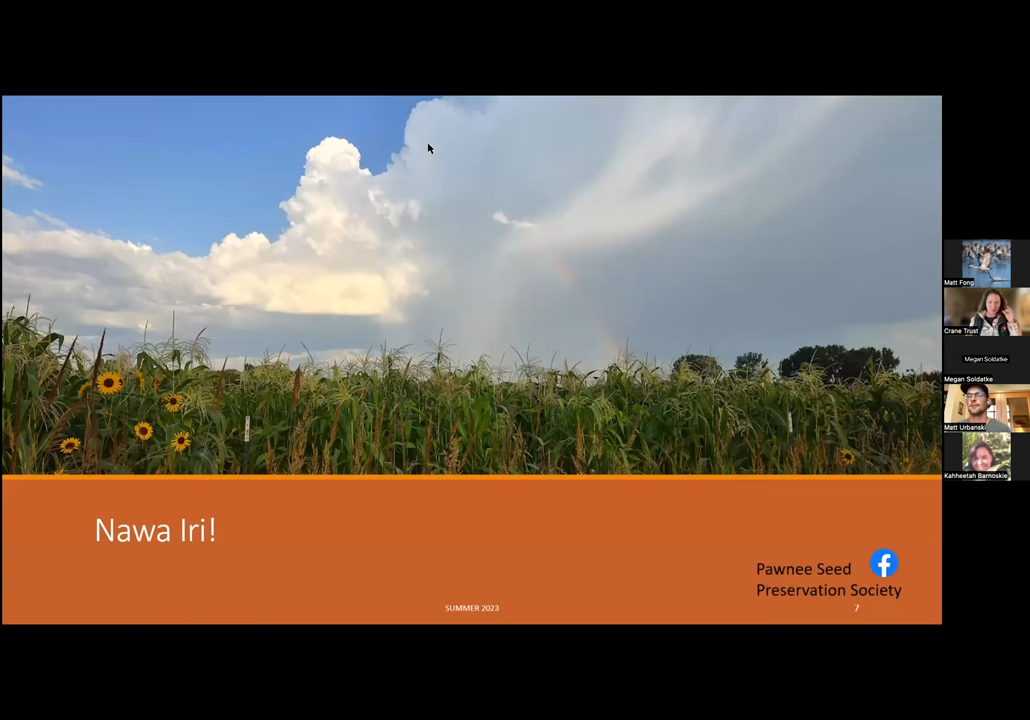 Matt Fong
Crane Trust
Megan Soldatke
Megan Soldatke
Matt Urbanski
Kahheetah Barnoskie
Nawa Iri!
Pawnee Seed
Preservation Society
SUMMER 2023
7